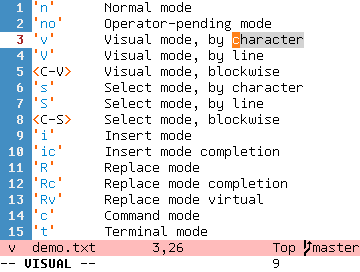 1 'n' Normal mode
2 'no' Operator-pending mode
3 'v' Visual mode, by character
4 'V' Visual mode, by line
5 <C-V> Visual mode, blockwise
6 's' Select mode, by character
7 'S' Select mode, by line
8 <C-S> Select mode, blockwise
9 'i' Insert mode
10 'ic' Insert mode completion
11 'R' Replace mode
12 'Rc' Replace mode completion
13 'Rv' Replace mode virtual
14 'c' Command mode
15 't' Terminal mode
v demo.txt 3,26 Top master
-- VISUAL -- 9